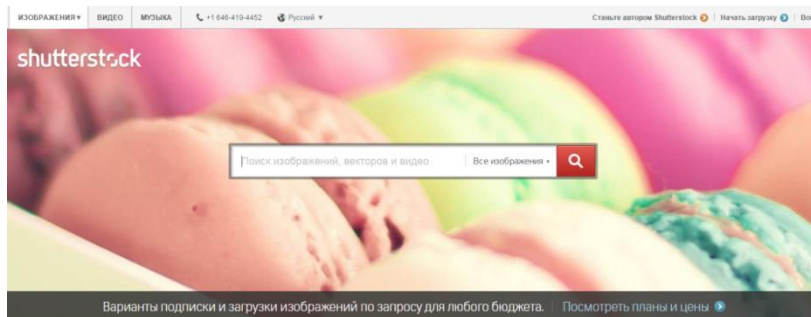 ИЗОБРАЖЕНИЯ ВИДЕО МУЗЫКА +1 646-419-4452 Русский Станьте автором Shutterstock Начать загрузку
shutterstock
Поиск изображений, векторов и видео Все изображения
Варианты подписки и загрузки изображений по запросу для любого бюджета. Посмотреть планы и цены